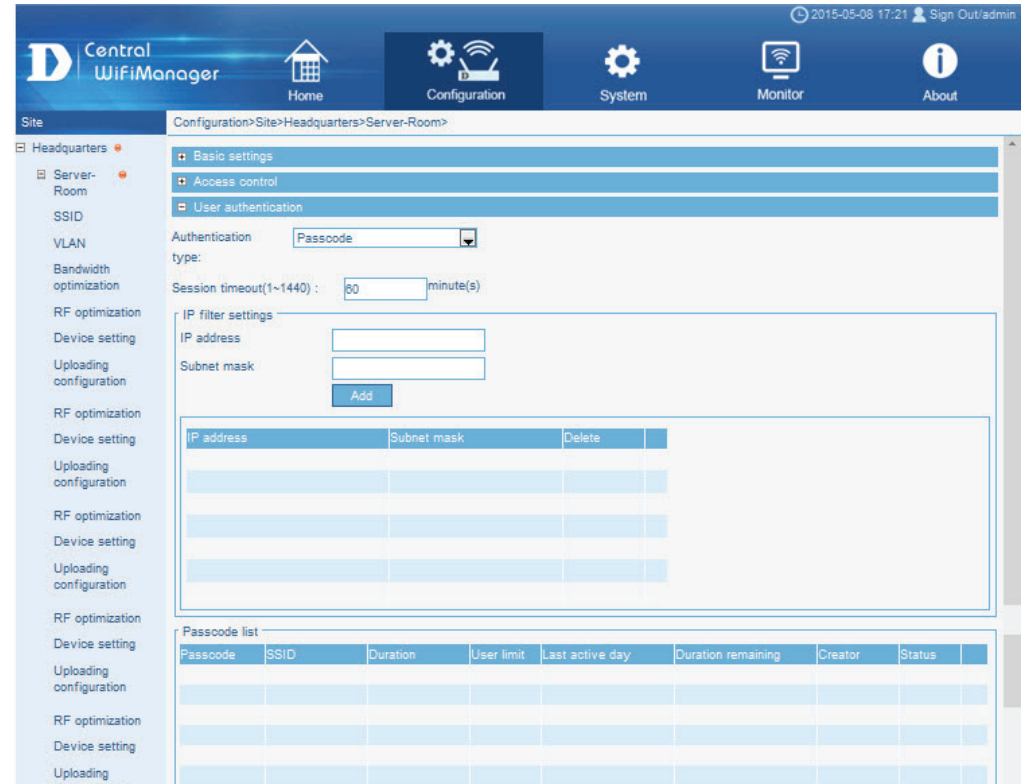 2015-05-08 17:21 Sign Out/admin
D Central
WiFiManager
Home
Configuration
System
Monitor
About
Site
Configuration>Site>Headquarters>Server-Room>
Headquarters
Server-
Room
SSID
VLAN
Bandwidth
optimization
RF optimization
Device setting
Uploading
configuration
RF optimization
Device setting
Uploading
configuration
RF optimization
Device setting
Uploading
configuration
RF optimization
Device setting
Uploading
configuration
RF optimization
Device setting
Uploading
Basic settings
Access control
User authentication
Authentication
type:
Passcode
Session timeout(1~1440) : 60 minute(s)
IP filter settings
IP address
Subnet mask
Add
IP address Subnet mask Delete
Passcode list
Passcode SSID Duration User limit Last active day Duration remaining Creator Status